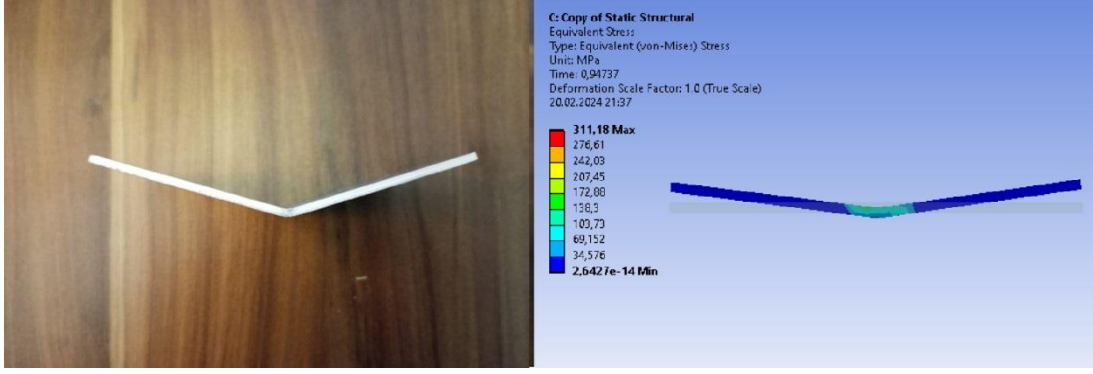 C: Copy of Static Structural
Equivalent Stress
Type: Equivalent (von-Mises) Stress
Unit: MPa
Time: 0,94737
Deformation Scale Factor: 1.0 (True Scale)
20.02.2024 21:37
311,18 Max
276,61
242,03
207,45
172,88
138,3
103,73
69,152
34,576
2,6427e-14 Min